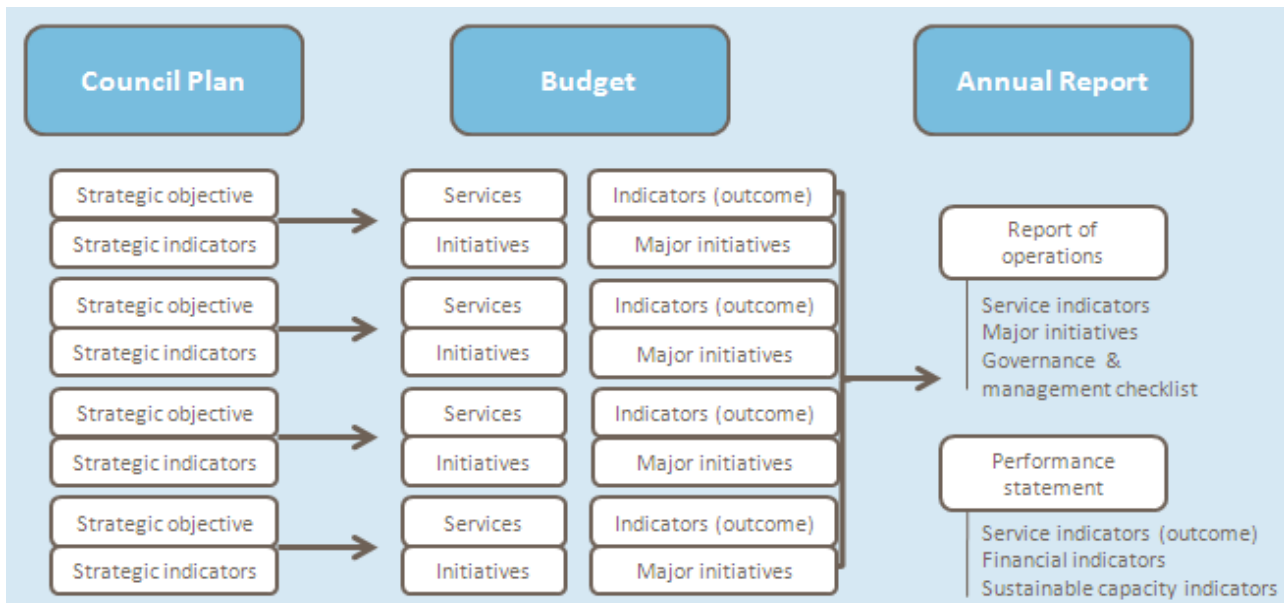 Council Plan
Budget
Annual Report
Strategic objective
Strategic indicators
Strategic objective
Strategic indicators
Strategic objective
Strategic indicators
Strategic objective
Strategic indicators
Services
Initiatives
Services
Initiatives
Services
Initiatives
Services
Initiatives
Indicators (outcome)
Major initiatives
Indicators (outcome)
Major initiatives
Indicators (outcome)
Major initiatives
Indicators (outcome)
Major initiatives
Report of
operations
Service indicators
Major initiatives
Governance &
management checklist
Performance
statement
Service indicators (outcome)
Financial indicators
Sustainable capacity indicators